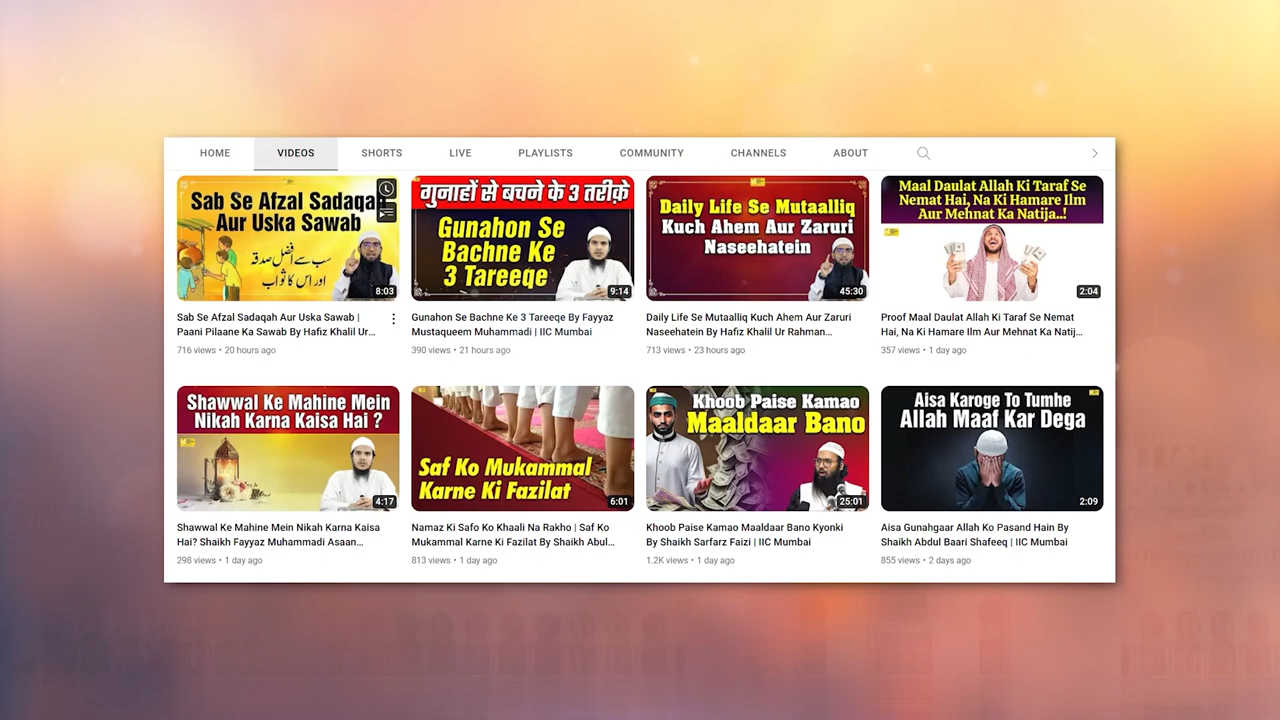 HOME VIDEOS SHORTS LIVE PLAYLISTS COMMUNITY CHANNELS ABOUT
Sab Se Afzal Sadaqah
Aur Uska Sawab
سب سے افضل صدقہ
اور اس کا ثواب
8:03
Sab Se Afzal Sadaqah Aur Uska Sawab |
Paani Pilaane Ka Sawab By Hafiz Khalil Ur...
716 views • 20 hours ago
गुनाहों से बचने के 3 तरीक़े
Gunahon Se
Bachne Ke
3 Tareeqe
9:14
Gunahon Se Bachne Ke 3 Tareeqe By Fayyaz
Mustaqueem Muhammadi | IIC Mumbai
390 views • 21 hours ago
Daily Life Se Mutaalliq
Kuch Ahem Aur Zaruri
Naseehatein
45:30
Daily Life Se Mutaalliq Kuch Ahem Aur Zaruri
Naseehatein By Hafiz Khalil Ur Rahman...
713 views • 23 hours ago
Maal Daulat Allah Ki Taraf Se
Nemat Hai, Na Ki Hamare Ilm
Aur Mehnat Ka Natija..!
2:04
Proof Maal Daulat Allah Ki Taraf Se Nemat
Hai, Na Ki Hamare Ilm Aur Mehnat Ka Natij...
357 views • 1 day ago
Shawwal Ke Mahine Mein
Nikah Karna Kaisa Hai ?
4:17
Shawwal Ke Mahine Mein Nikah Karna Kaisa
Hai? Shaikh Fayyaz Muhammadi Asaan...
298 views • 1 day ago
Saf Ko Mukammal
Karne Ki Fazilat
6:01
Namaz Ki Safo Ko Khaali Na Rakho | Saf Ko
Mukammal Karne Ki Fazilat By Shaikh Abul...
813 views • 1 day ago
Khoob Paise Kamao
Maaldaar Bano
25:01
Khoob Paise Kamao Maaldaar Bano Kyonki
By Shaikh Sarfarz Faizi | IIC Mumbai
1.2K views • 1 day ago
Aisa Karoge To Tumhe
Allah Maaf Kar Dega
2:09
Aisa Gunahgaar Allah Ko Pasand Hain By
Shaikh Abdul Baari Shafeeq | IIC Mumbai
855 views • 2 days ago